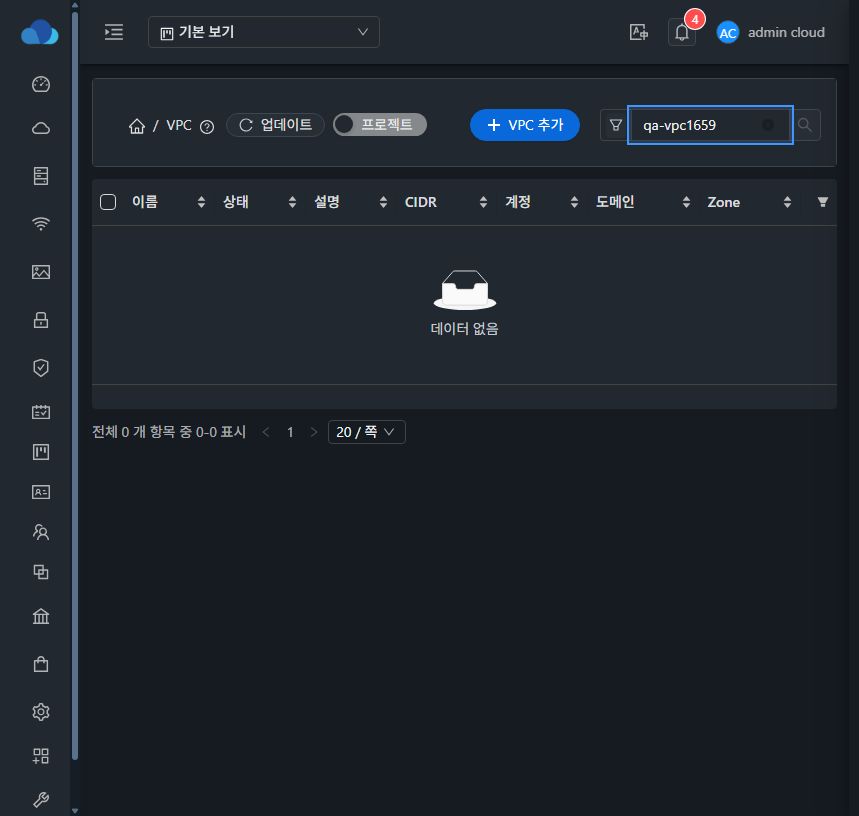 기본 보기
4
AC admin cloud
/ VPC 업데이트 프로젝트 VPC 추가 qa-vpc1659
이름 상태 설명 CIDR 계정 도메인 Zone
데이터 없음
전체 0 개 항목 중 0-0 표시 < 1 > 20 / 쪽